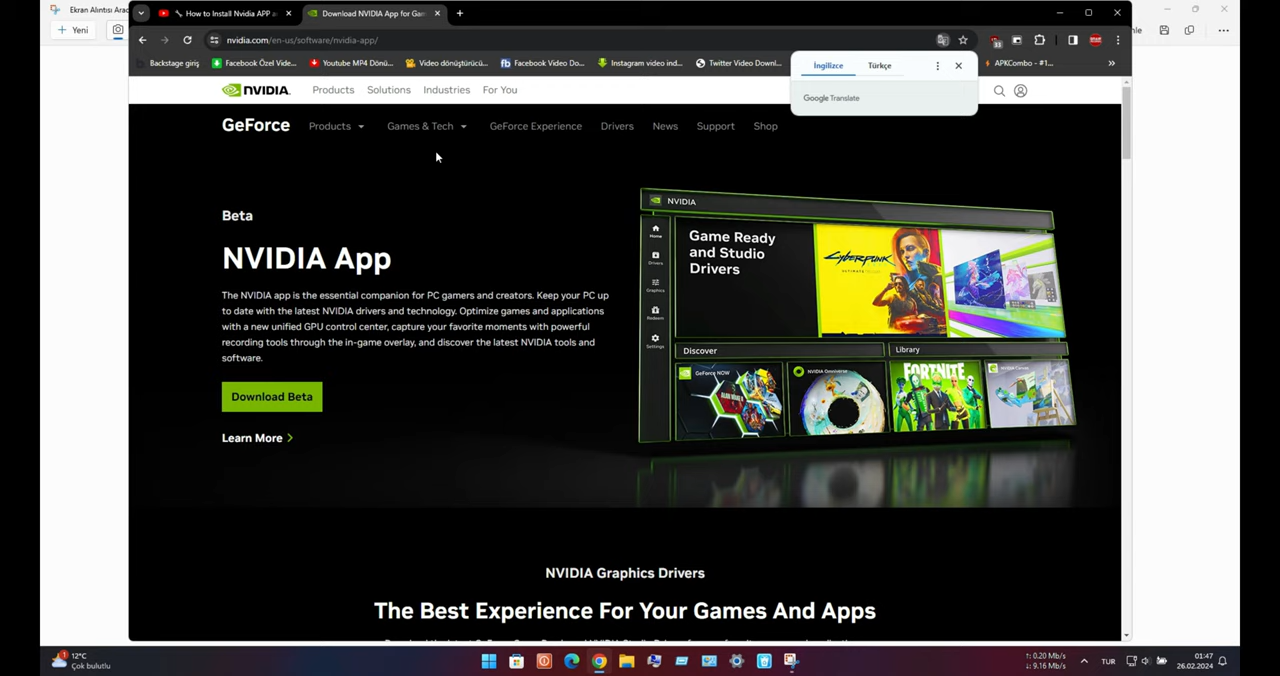 Ekran Alıntısı Arac
How to Install Nvidia APP a
Download NVIDIA App for Gam
Yeni
nvidia.com/en-us/software/nvidia-app/
33
Backstage giriş
Facebook Özel Vide...
Youtube MP4 Dönü...
Video dönüştürücü...
Facebook Video Do...
Instagram video ind...
Twitter Video Downl...
APKCombo - #1...
İngilizce
Türkçe
Google Translate
NVIDIA.
Products
Solutions
Industries
For You
GeForce
Products
Games & Tech
GeForce Experience
Drivers
News
Support
Shop
Beta
NVIDIA App
The NVIDIA app is the essential companion for PC gamers and creators. Keep your PC up
to date with the latest NVIDIA drivers and technology. Optimize games and applications
with a new unified GPU control center, capture your favorite moments with powerful
recording tools through the in-game overlay, and discover the latest NVIDIA tools and
software.
Download Beta
Learn More
NVIDIA
Home
Drivers
Graphics
Redeem
Settings
Game Ready
and Studio
Drivers
CYBERPUNK
ULTIMATE
Discover
Library
GeForce NOW
NVIDIA Omniverse
FORTNITE
NVIDIA Canvas
NVIDIA Graphics Drivers
The Best Experience For Your Games And Apps
1
12°C
Çok bulutlu
↑: 0.20 Mb/s
↓: 9.16 Mb/s
TUR
01:47
26.02.2024